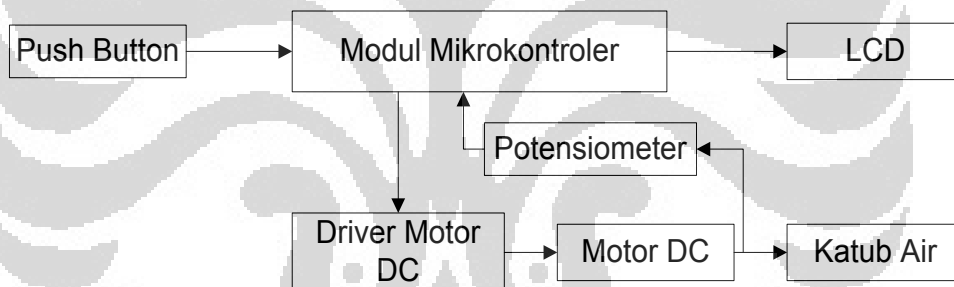 Push Button
Modul Mikrokontroler
LCD
Potensiometer
Driver Motor
DC
Motor DC
Katub Air